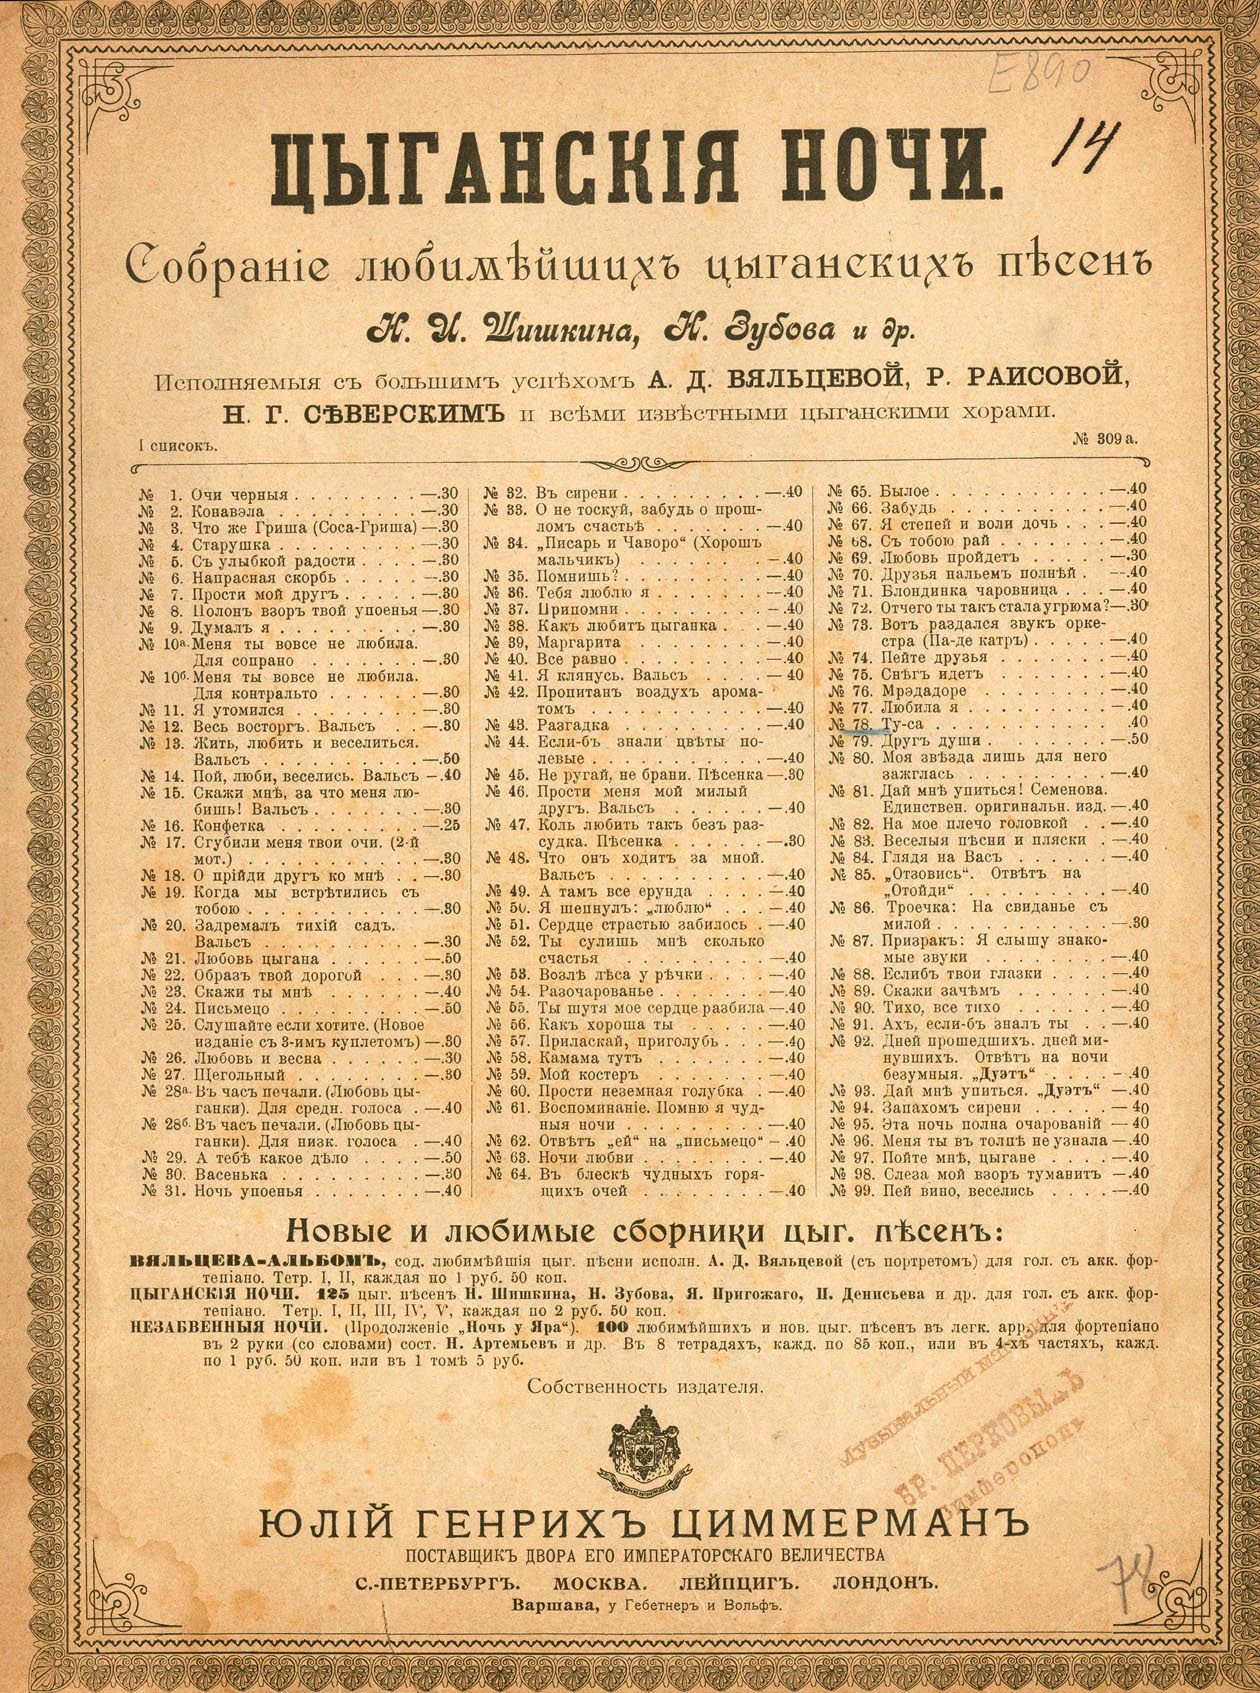 E890
14
ЦЫГАНСКІЯ НОЧИ.
Собраніе любимѣйшихъ цыганскихъ пѣсенъ
Н. И. Шишкина, Н. Зубова и др.
Исполняемыя съ большимъ успѣхомъ А. Д. ВЯЛЬЦЕВОЙ, Р. РАИСОВОЙ,
Н. Г. СѢВЕРСКИМЪ и всѣми извѣстными цыганскими хорами.
I списокъ.
№ 309 а.
№ 1. Очи черныя . . . . . . . . —.30
№ 2. Конавэла . . . . . . . . . —.30
№ 3. Что же Гриша (Соса-Гриша) —.30
№ 4. Старушка . . . . . . . . . —.30
№ 5. Съ улыбкой радости . . . . —.30
№ 6. Напрасная скорбь . . . . . —.30
№ 7. Прости мой другъ . . . . . —.30
№ 8. Полонъ взоръ твой упоенья —.30
№ 9. Думалъ я . . . . . . . . . —.30
№ 10а. Меня ты вовсе не любила.
Для сопрано . . . . . . . —.30
№ 10б. Меня ты вовсе не любила.
Для контральто . . . . . . —.30
№ 11. Я утомился . . . . . . . —.30
№ 12. Весь восторгъ. Вальсъ . . —.30
№ 13. Жить, любить и веселиться.
Вальсъ . . . . . . . . . . —.50
№ 14. Пой, люби, веселись. Вальсъ —.40
№ 15. Скажи мнѣ, за что меня лю-
бишь! Вальсъ . . . . . . . —.30
№ 16. Конфетка . . . . . . . . . —.25
№ 17. Сгубили меня твои очи. (2-й
мот.) . . . . . . . . . . . —.30
№ 18. О прійди другъ ко мнѣ . . —.30
№ 19. Когда мы встрѣтились съ
тобою . . . . . . . . . . . —.30
№ 20. Задремалъ тихій садъ.
Вальсъ . . . . . . . . . . —.30
№ 21. Любовь цыгана . . . . . . —.50
№ 22. Образъ твой дорогой . . . —.30
№ 23. Скажи ты мнѣ . . . . . . —.40
№ 24. Письмецо . . . . . . . . . —.50
№ 25. Слушайте если хотите. (Новое
изданіе съ 3-имъ куплетомъ) —.30
№ 26. Любовь и весна . . . . . . —.30
№ 27. Щегольный . . . . . . . . —.30
№ 28а. Въ часъ печали. (Любовь цы-
ганки). Для средн. голоса . —.40
№ 28б. Въ часъ печали. (Любовь цы-
ганки). Для низк. голоса . —.40
№ 29. А тебѣ какое дѣло . . . . —.50
№ 30. Васенька . . . . . . . . . —.30
№ 31. Ночь упоенья . . . . . . . —.40
№ 32. Въ сирени . . . . . . . . . —.40
№ 33. О не тоскуй, забудь о прош-
ломъ счастьѣ . . . . . . . —.40
№ 34. „Писарь и Чаворо“ (Хорошъ
мальчикъ) . . . . . . . . . —.40
№ 35. Помнишь? . . . . . . . . . —.40
№ 36. Тебя люблю я . . . . . . . —.40
№ 37. Припомни . . . . . . . . . —.40
№ 38. Какъ любитъ цыганка . . . —.40
№ 39, Маргарита . . . . . . . . —.40
№ 40. Все равно . . . . . . . . . —.40
№ 41. Я клянусь. Вальсъ . . . . — 40
№ 42. Пропитанъ воздухъ арома-
томъ . . . . . . . . . . . —.40
№ 43. Разгадка . . . . . . . . . —.40
№ 44. Если-бъ знали цвѣты по-
левые . . . . . . . . . . . —.40
№ 45. Не ругай, не брани. Пѣсенка —.30
№ 46. Прости меня мой милый
другъ. Вальсъ . . . . . . —.40
№ 47. Коль любить такъ безъ раз-
судка. Пѣсенка . . . . . . —.30
№ 48. Что онъ ходитъ за мной.
Вальсъ . . . . . . . . . . —.40
№ 49. А тамъ все ерунда . . . . —.40
№ 50. Я шепнулъ: „люблю“ . . . —.40
№ 51. Сердце страстью забилось . —.40
№ 52. Ты сулишь мнѣ сколько
счастья . . . . . . . . . . —.40
№ 53. Возлѣ лѣса у рѣчки . . . . —.40
№ 54. Разочарованье . . . . . . . —.40
№ 55. Ты шутя мое сердце разбила —.40
№ 56. Какъ хороша ты . . . . . —.40
№ 57. Приласкай, приголубь . . . —.40
№ 58. Камама тутъ . . . . . . . —.40
№ 59. Мой костеръ . . . . . . . —.40
№ 60. Прости неземная голубка . —.40
№ 61. Воспоминаніе. Помню я чуд-
ныя ночи . . . . . . . . . —.40
№ 62. Отвѣтъ „ей“ на „письмецо“ —.40
№ 63. Ночи любви . . . . . . . . —.40
№ 64. Въ блескѣ чудныхъ горя-
щихъ очей . . . . . . . . —.40
№ 65. Былое . . . . . . . . . . . —.40
№ 66. Забудь . . . . . . . . . . —.40
№ 67. Я степей и воли дочь . . . —.40
№ 68. Съ тобою рай . . . . . . . —.40
№ 69. Любовь пройдетъ . . . . . —.30
№ 70. Друзья нальемъ полнѣй . —.40
№ 71. Блондинка чаровница . . . —.40
№ 72. Отчего ты такъ стала угрюма? —.30
№ 73. Вотъ раздался звукъ орке-
стра (Па-де катръ) . . . . . —.40
№ 74. Пейте друзья . . . . . . . —.40
№ 75. Снѣгъ идетъ . . . . . . . —.40
№ 76. Мрэдадоре . . . . . . . . —.40
№ 77. Любила я . . . . . . . . . —.40
№ 78. Ту-са . . . . . . . . . . . .40
№ 79. Другъ души . . . . . . . . —.50
№ 80. Моя звѣзда лишь для него
зажглась . . . . . . . . . —.40
№ 81. Дай мнѣ упиться! Семенова.
Единствен. оригинальн. изд. —.40
№ 82. На мое плечо головкой . . —.40
№ 83. Веселыя пѣсни и пляски . —.40
№ 84. Глядя на Васъ . . . . . . —.40
№ 85. „Отзовись“. Отвѣтъ на
„Отойди“ . . . . . . . . . —.40
№ 86. Троечка: На свиданье съ
милой . . . . . . . . . . . —.30
№ 87. Призракъ: Я слышу знако-
мые звуки . . . . . . . . . —.40
№ 88. Еслибъ твои глазки . . . . —.40
№ 89. Скажи зачѣмъ . . . . . . —.40
№ 90. Тихо, все тихо . . . . . . —.40
№ 91. Ахъ, если-бъ зналъ ты . . —.40
№ 92. Дней прошедшихъ. дней ми-
нувшихъ. Отвѣтъ на ночи
безумныя. „Дуэтъ“ . . . . —.40
№ 93. Дай мнѣ упиться. „Дуэтъ“ —.40
№ 94. Запахомъ сирени . . . . . — 40
№ 95. Эта ночь полна очарованій —.40
№ 96. Меня ты въ толпѣ не узнала —.40
№ 97. Пойте мнѣ, цыгане . . . . —.40
№ 98. Слеза мой взоръ туманитъ —.40
№ 99. Пей вино, веселись . . . . —.40
Новые и любимые сборники цыг. пѣсенъ:
ВЯЛЬЦЕВА-АЛЬБОМЪ, сод. любимѣйшія цыг. пѣсни исполн. А. Д. Вяльцевой (съ портретомъ) для гол. съ акк. фор-
тепіано. Тетр. I, II, каждая по 1 руб. 50 коп.
ЦЫГАНСКІЯ НОЧИ. 125 цыг. пѣсенъ Н. Шишкина, Н. Зубова, Я. Пригожаго, П. Денисьева и др. для гол. съ акк. фор-
тепіано. Тетр. I, II, III, IV, V, каждая по 2 руб. 50 коп.
НЕЗАБВЕННЫЯ НОЧИ. (Продолженіе „Ночь у Яра“). 100 любимѣйшихъ и нов. цыг. пѣсенъ въ легк. арр. для фортепіано
въ 2 руки (со словами) сост. Н. Артемьевъ и др. Въ 8 тетрадяхъ, кажд. по 85 коп., или въ 4-хъ частяхъ, кажд.
по 1 руб. 50 коп. или въ 1 томѣ 5 руб.
Собственность издателя.
Музыкальный магазинъ
БР. ЦЕРКОВЫХЪ
Симферополь
ЮЛІЙ ГЕНРИХЪ ЦИММЕРМАНЪ
ПОСТАВЩИКЪ ДВОРА ЕГО ИМПЕРАТОРСКАГО ВЕЛИЧЕСТВА
С.-ПЕТЕРБУРГЪ. МОСКВА. ЛЕЙПЦИГЪ. ЛОНДОНЪ.
Варшава, у Гебетнеръ и Вольфъ.
78